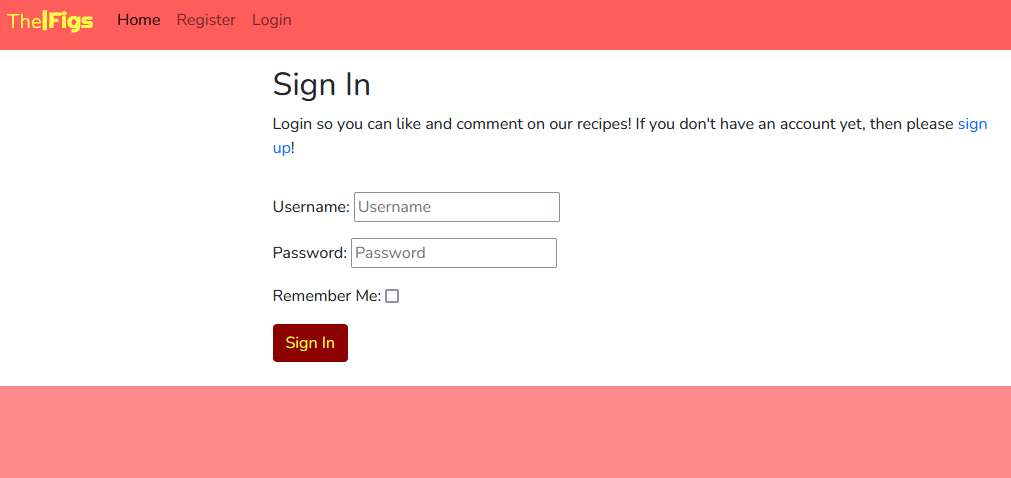 The|Figs Home Register Login
Sign In
Login so you can like and comment on our recipes! If you don't have an account yet, then please sign
up!
Username: Username
Password: Password
Remember Me:
Sign In